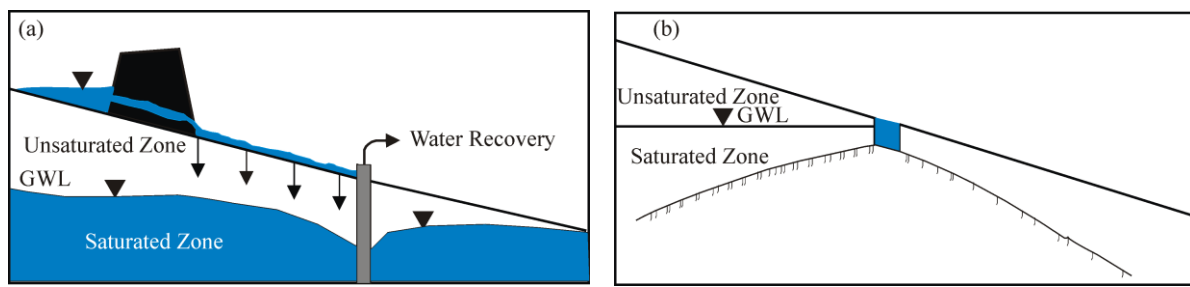 (a)
Unsaturated Zone
Water Recovery
GWL
Saturated Zone
(b)
Unsaturated Zone
GWL
Saturated Zone